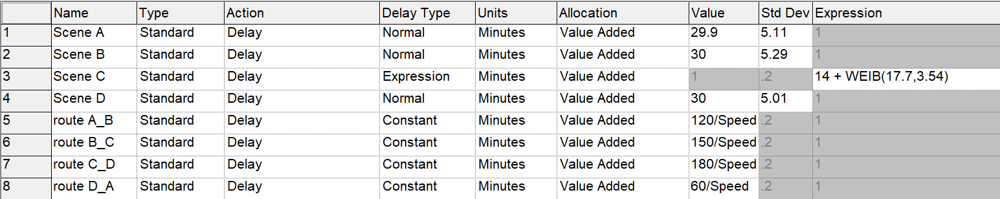 Name Type Action Delay Type Units Allocation Value Std Dev Expression
1 Scene A Standard Delay Normal Minutes Value Added 29.9 5.11 1
2 Scene B Standard Delay Normal Minutes Value Added 30 5.29 1
3 Scene C Standard Delay Expression Minutes Value Added 1 .2 14 + WEIB(17.7,3.54)
4 Scene D Standard Delay Normal Minutes Value Added 30 5.01 1
5 route A_B Standard Delay Constant Minutes Value Added 120/Speed .2 1
6 route B_C Standard Delay Constant Minutes Value Added 150/Speed .2 1
7 route C_D Standard Delay Constant Minutes Value Added 180/Speed .2 1
8 route D_A Standard Delay Constant Minutes Value Added 60/Speed .2 1